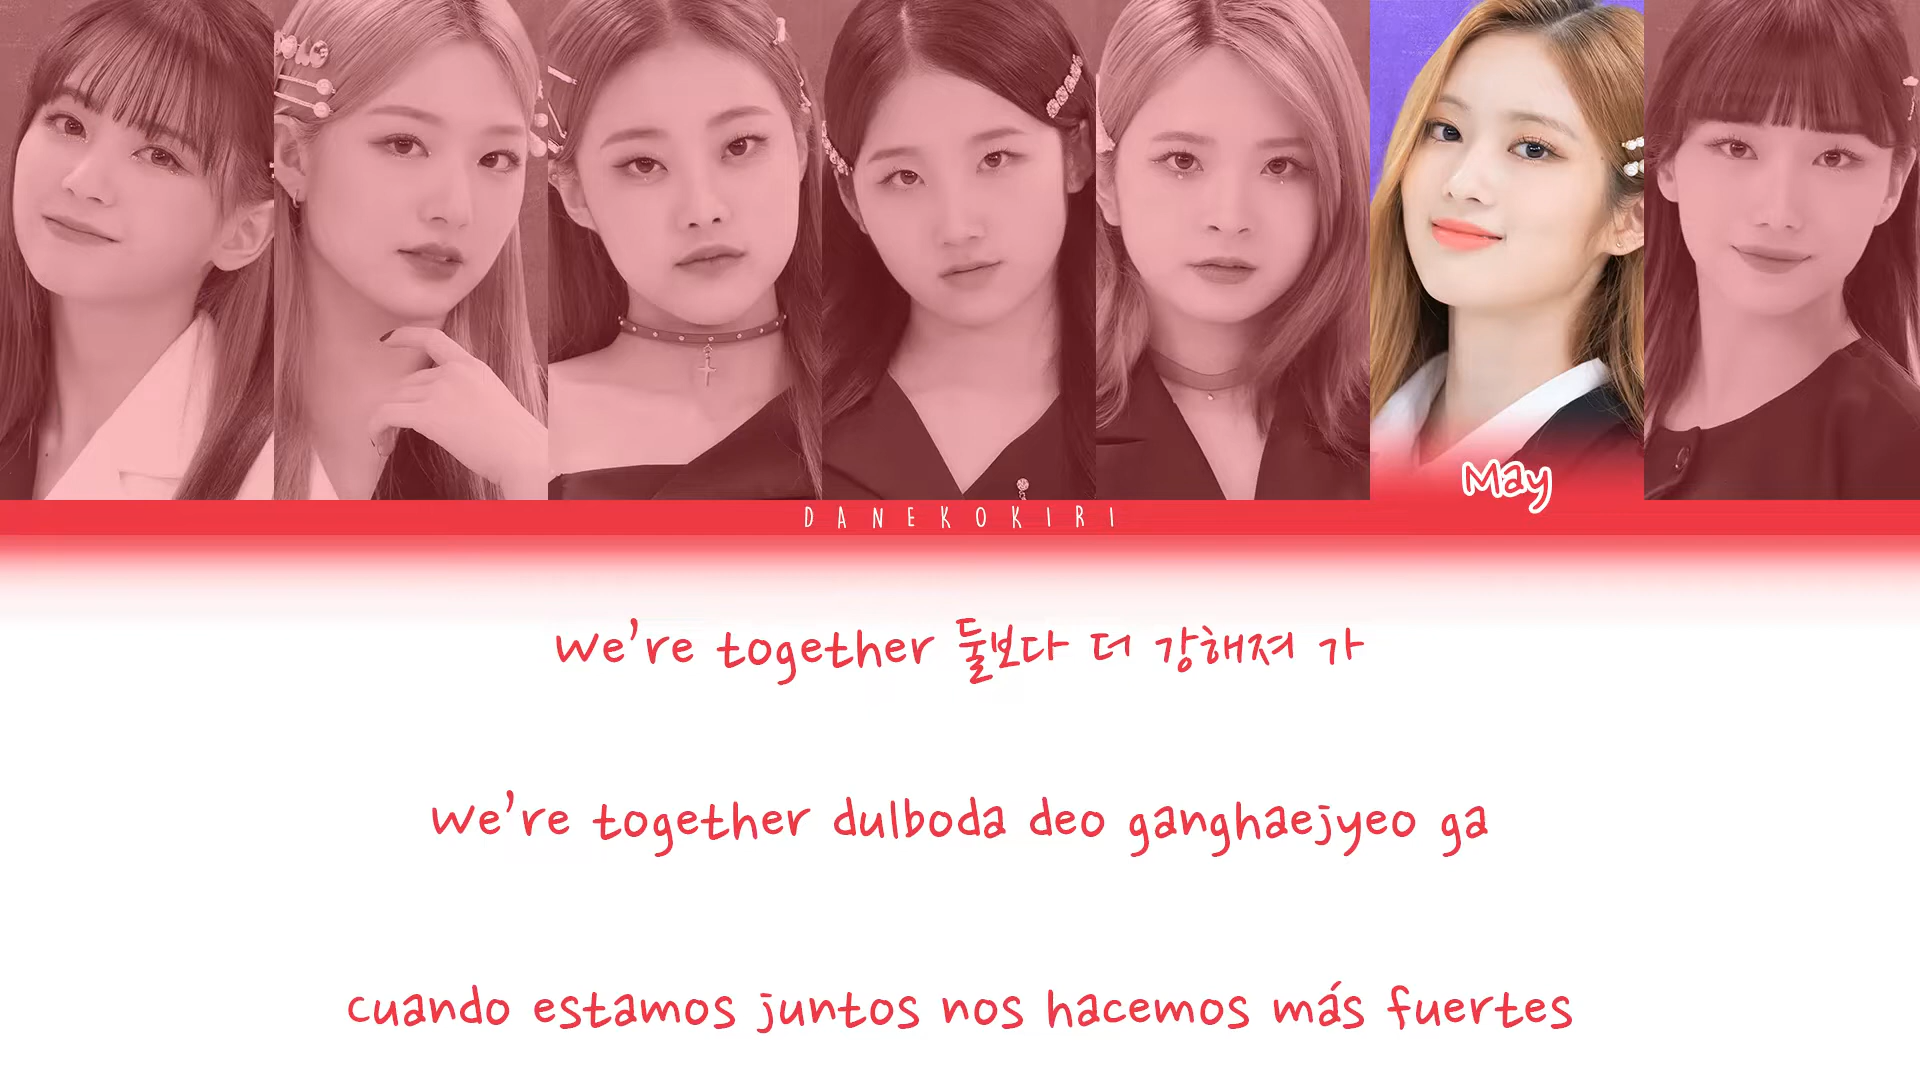 May
DANEKOKIRI
We're together 둘보다 더 강해져 가
We're together dulboda deo ganghaejyeo ga
cuando estamos juntos nos hacemos más fuertes